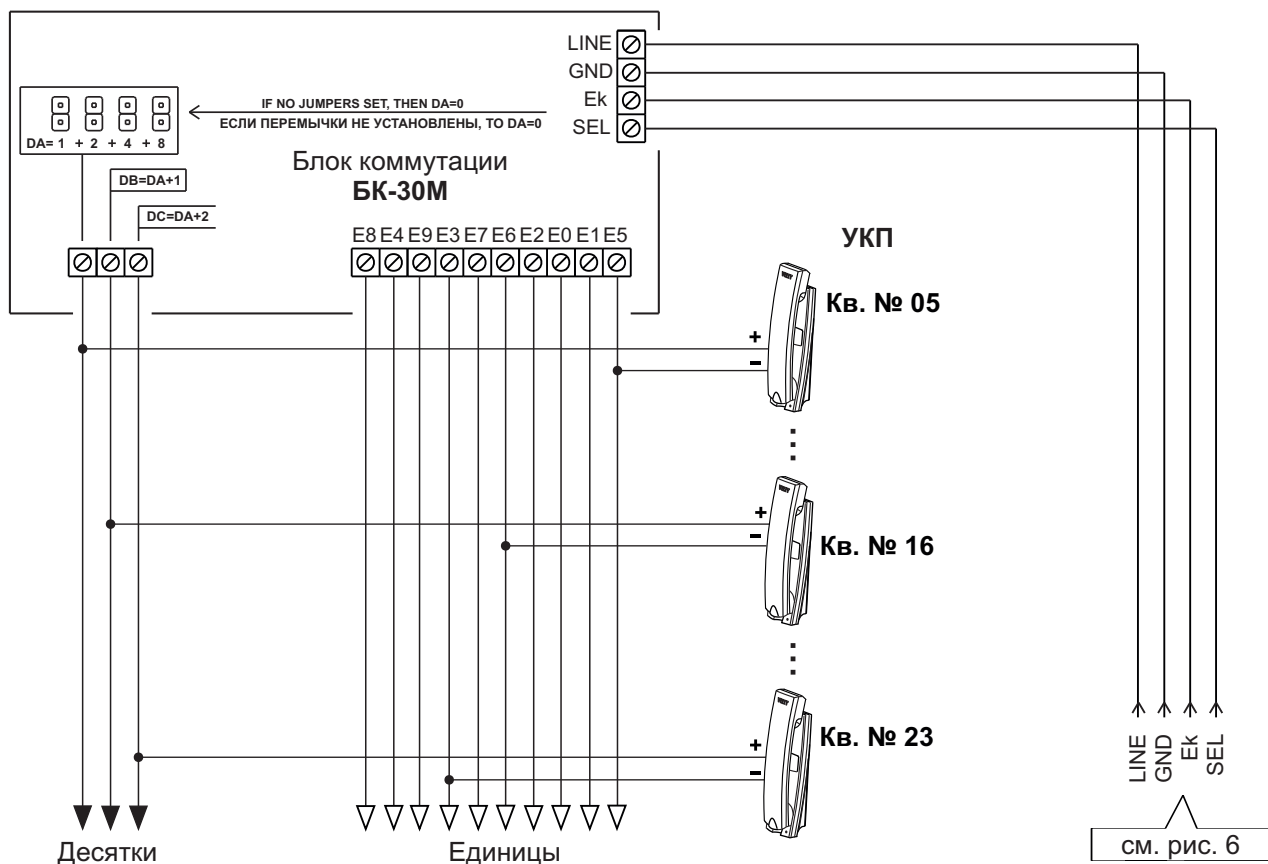 LINE
GND
Ek
SEL
IF NO JUMPERS SET, THEN DA=0
ЕСЛИ ПЕРЕМЫЧКИ НЕ УСТАНОВЛЕНЫ, ТО DA=0
DA= 1 + 2 + 4 + 8
Блок коммутации
БК-30М
DB=DA+1
DC=DA+2
E8 E4 E9 E3 E7 E6 E2 E0 E1 E5
УКП
Кв. № 05
+
–
Кв. № 16
+
–
Кв. № 23
+
–
LINE
GND
Ek
SEL
Десятки
Единицы
см. рис. 6